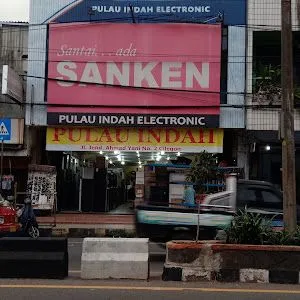 PULAU INDAH ELECTRONIC
Santai... ada
SANKEN
PULAU INDAH ELECTRONIC
PULAU INDAH
Jl. Jend. Ahmad Yani No. 2 Cilegon